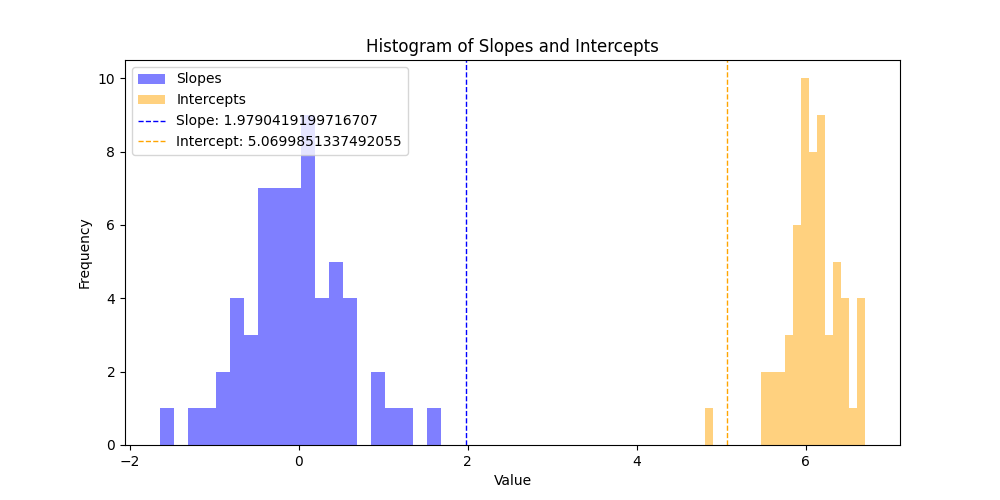 Histogram of Slopes and Intercepts
Slopes
Intercepts
Slope: 1.9790419199716707
Intercept: 5.0699851337492055
10
8
6
4
2
0
Frequency
−2
0
2
4
6
Value